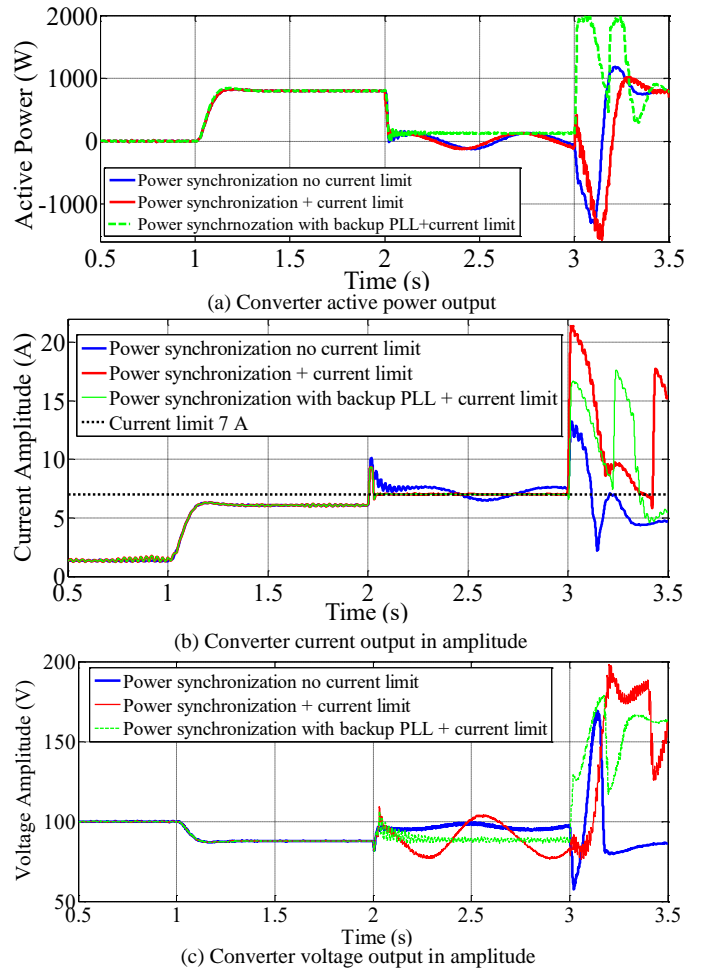 2000
1000
0
-1000
Active Power (W)
Power synchronization no current limit
Power synchronization + current limit
Power synchrnozation with backup PLL+current limit
0.5 1 1.5 2 2.5 3 3.5
Time (s)
(a) Converter active power output
20
15
10
5
0
Current Amplitude (A)
Power synchronization no current limit
Power synchronization + current limit
Power synchronization with backup PLL + current limit
Current limit 7 A
0.5 1 1.5 2 2.5 3 3.5
Time (s)
(b) Converter current output in amplitude
200
150
100
50
Voltage Amplitude (V)
Power synchronization no current limit
Power synchronization + current limit
Power synchronization with backup PLL + current limit
0.5 1 1.5 2 2.5 3 3.5
Time (s)
(c) Converter voltage output in amplitude